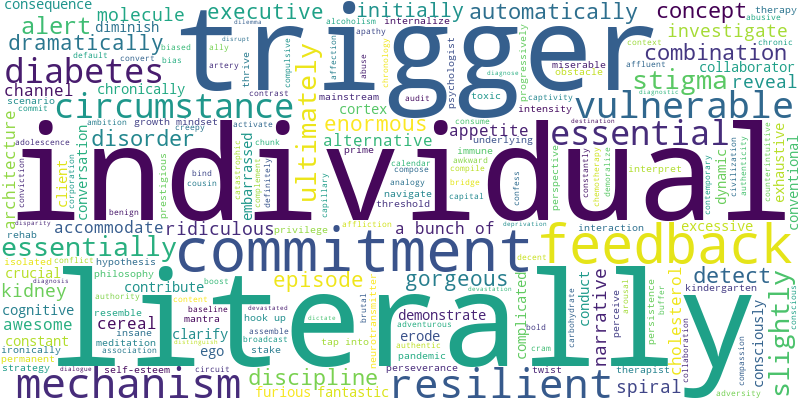 consequence
molecule
executive
initially
automatically
concept
therapy
abusive
alert
diminish
dilemma
alcoholism
internalize
biased
ally
apathy
trigger
investigate
dramatically
disrupt
bias
affection
compulsive
psychologist
progressively
miserable
obstacle
context
chronic
combination
affluent
collaborator
diabetes
default
convert
artery
thrive
contrast
abuse
chronology
mainstream
audit
toxic
captivity
intensity
diagnose
diagnostic
stigma
reveal
channel
chronically
scenario
commit
circumstance
ultimately
cortex
consume
vulnerable
ambition
growth mindset
creepy
activate
enormous
appetite
destination
essential
architecture
adolescence
conviction
client
corporation
conversation
disorder
prestigious
embarrassed
chunk
catastrophic
complement
definitely
alternative
prime
underlying
immune
awkward
compile
constantly
chemotherapy
demoralize
perspective
interpret
contemporary
dynamic
civilization
authenticity
counterintuitive
exhaustive
conventional
individual
bind
cousin
benign
capillary
calendar
compose
analogy
navigate
threshold
bridge
capital
confess
disparity
rehab
accommodate
ridiculous
privilege
a bunch of
deprivation
interaction
excessive
essentially
commitment
affliction
decent
feedback
isolated
conflict
hypothesis
crucial
diagnosis
philosophy
contribute
boost
episode
gorgeous
devastation
complicated
carbohydrate
conduct
narrative
perceive
arousal
persistence
buffer
cholesterol
detect
kindergarten
conscious
kidney
authority
content
devastated
cognitive
resemble
baseline
mantra
hook up
dictate
brutal
neurotransmitter
demonstrate
adventurous
bold
awesome
cereal
insane
clarify
assemble
broadcast
erode
authentic
cram
constant
meditation
distinguish
literally
slightly
consciously
compassion
collaboration
ironically
association
ego
stake
tap into
pandemic
permanent
strategy
dialogue
self-esteem
circuit
perseverance
twist
therapist
adversity
mechanism
discipline
furious
fantastic
resilient
spiral